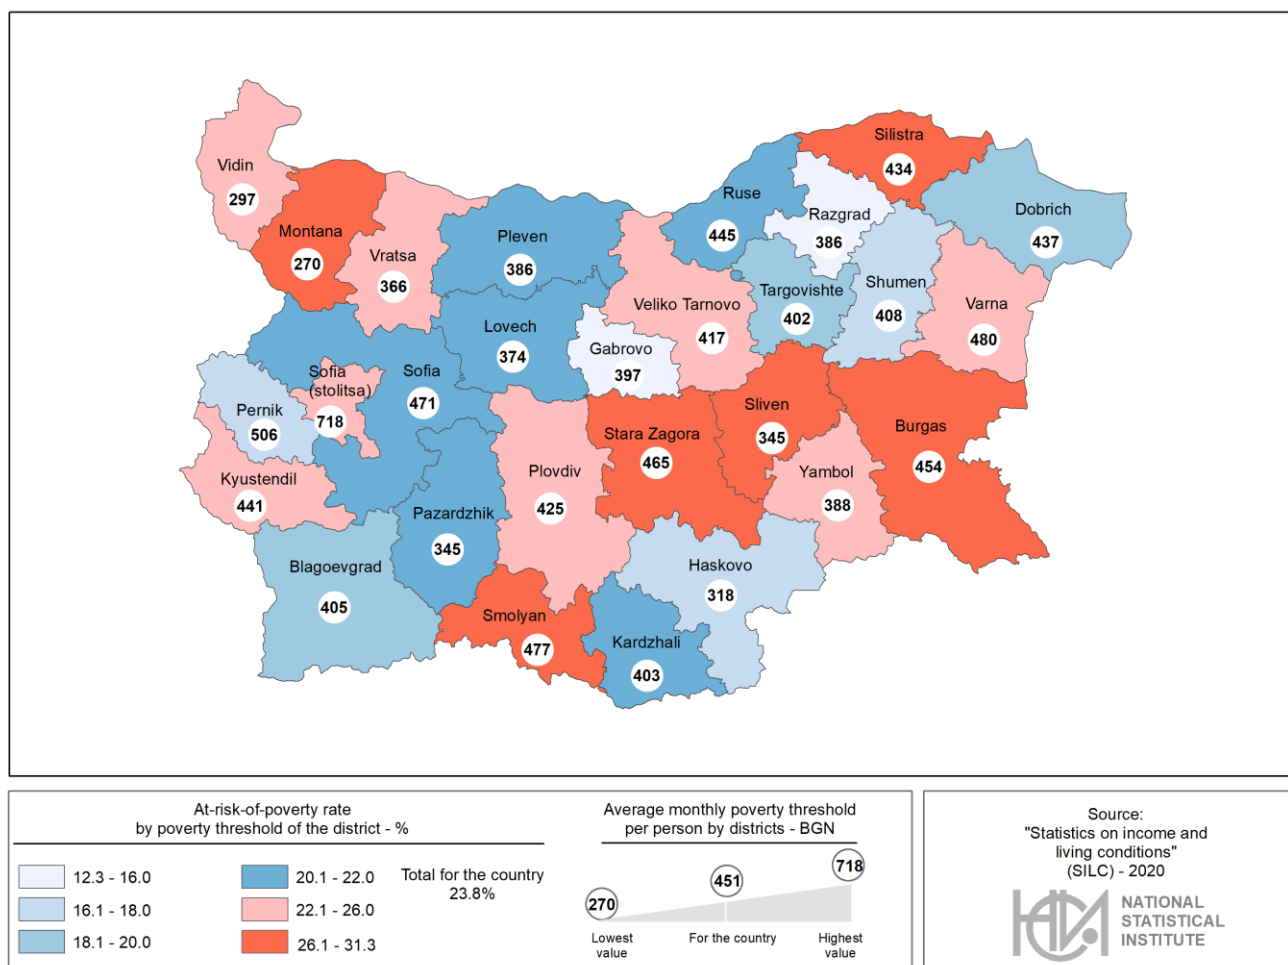 Vidin
297
Montana
270
Vratsa
366
Pleven
386
Lovech
374
Veliko Tarnovo
417
Gabrovo
397
Ruse
445
Razgrad
386
Silistra
434
Dobrich
437
Targovishte
402
Shumen
408
Varna
480
Sofia
(stolitsa)
718
Sofia
471
Pernik
506
Kyustendil
441
Blagoevgrad
405
Pazardzhik
345
Plovdiv
425
Stara Zagora
465
Sliven
345
Yambol
388
Burgas
454
Haskovo
318
Smolyan
477
Kardzhali
403
At-risk-of-poverty rate
by poverty threshold of the district - %
12.3 - 16.0
16.1 - 18.0
18.1 - 20.0
20.1 - 22.0
22.1 - 26.0
26.1 - 31.3
Total for the country
23.8%
Average monthly poverty threshold
per person by districts - BGN
270
451
718
Lowest
value
For the country
Highest
value
Source:
"Statistics on income and
living conditions"
(SILC) - 2020
НСИ
NATIONAL
STATISTICAL
INSTITUTE